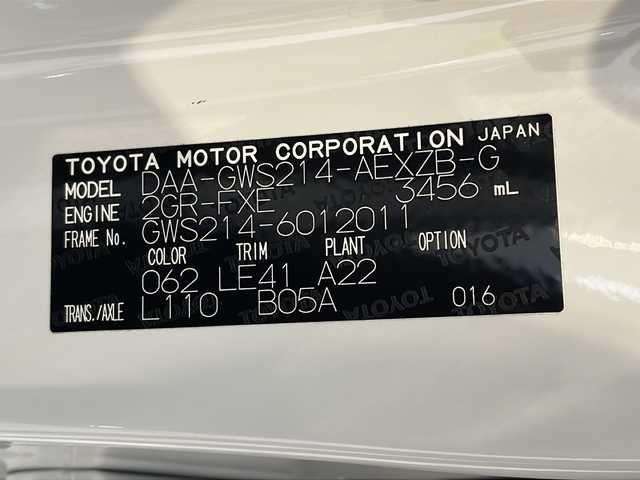 TOYOTA MOTOR CORPORATION JAPAN
MODEL DAA-GWS214-AEXZB-G
ENGINE 2GR-FXE 3456 mL
FRAME No. GWS214-6012011
COLOR TRIM PLANT OPTION
062 LE41 A22
TRANS./AXLE L110 B05A 016